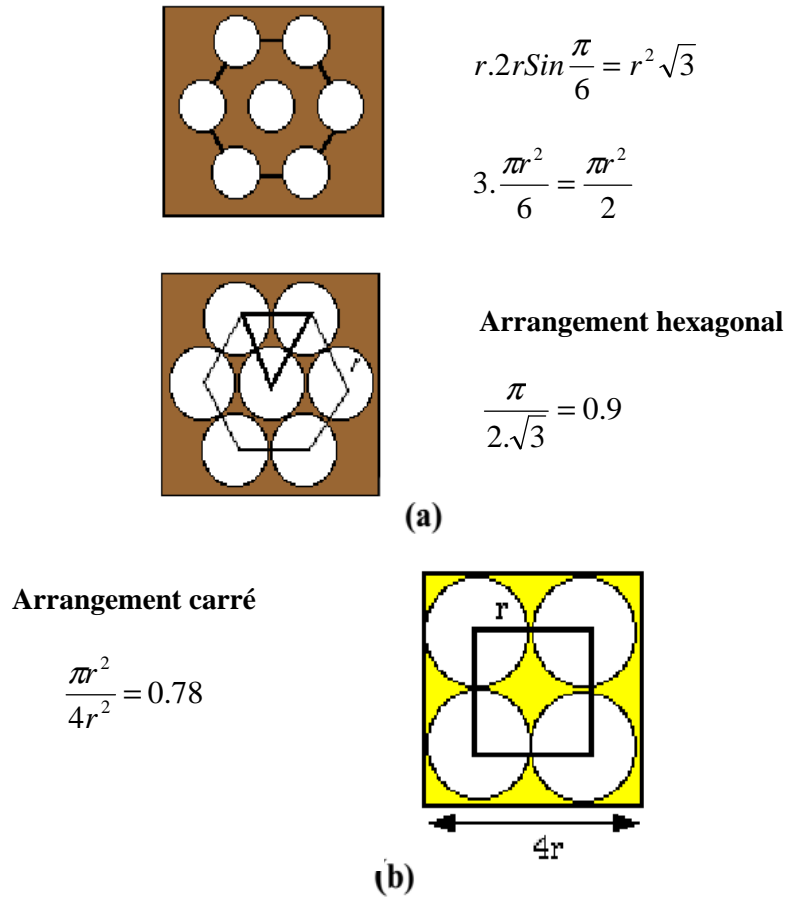 r.2rSin π/6 = r²√3
3. πr²/6 = πr²/2
r
Arrangement hexagonal
π/2.√3 = 0.9
(a)
Arrangement carré
πr²/4r² = 0.78
r
4r
(b)